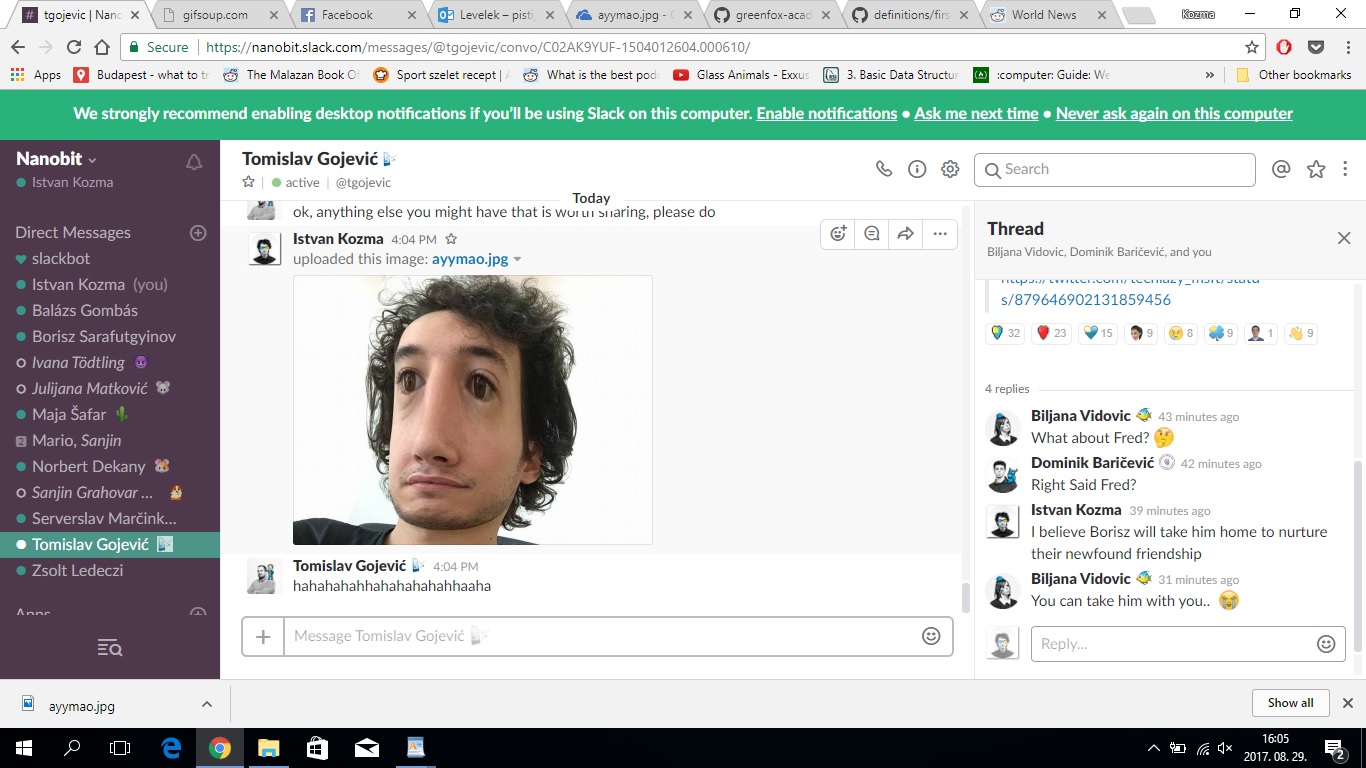 tgojevic | Nanc
gifsoup.com
Facebook
Levelek – pisti
ayymao.jpg - G
greenfox-acad
definitions/firs
World News
Kozma
Secure
https://nanobit.slack.com/messages/@tgojevic/convo/C02AK9YUF-1504012604.000610/
Apps
Budapest - what to tr
The Malazan Book Of
Sport szelet recept | A
What is the best pod
Glass Animals - Exxus
3. Basic Data Structur
:computer: Guide: We
»
Other bookmarks
We strongly recommend enabling desktop notifications if you'll be using Slack on this computer. Enable notifications ● Ask me next time ● Never ask again on this computer
Nanobit
Istvan Kozma
Direct Messages
slackbot
Istvan Kozma (you)
Balázs Gombás
Borisz Sarafutgyinov
Ivana Tödtling
Julijana Matković
Maja Šafar
2 Mario, Sanjin
Norbert Dekany
Sanjin Grahovar ...
Serverslav Marčink...
Tomislav Gojević
Zsolt Ledeczi
Apps
Tomislav Gojević
active | @tgojevic
Search
Today
ok, anything else you might have that is worth sharing, please do
Istvan Kozma 4:04 PM
uploaded this image: ayymao.jpg
Tomislav Gojević 4:04 PM
hahahahahhahahahahahhaaha
Message Tomislav Gojević
Thread
Biljana Vidovic, Dominik Baričević, and you
https://twitter.com/techlazy_msft/statu
s/879646902131859456
32 23 15 9 8 9 1 9
4 replies
Biljana Vidovic 43 minutes ago
What about Fred?
Dominik Baričević 42 minutes ago
Right Said Fred?
Istvan Kozma 39 minutes ago
I believe Borisz will take him home to nurture
their newfound friendship
Biljana Vidovic 31 minutes ago
You can take him with you..
Reply...
ayymao.jpg
Show all
16:05
2017. 08. 29.
2